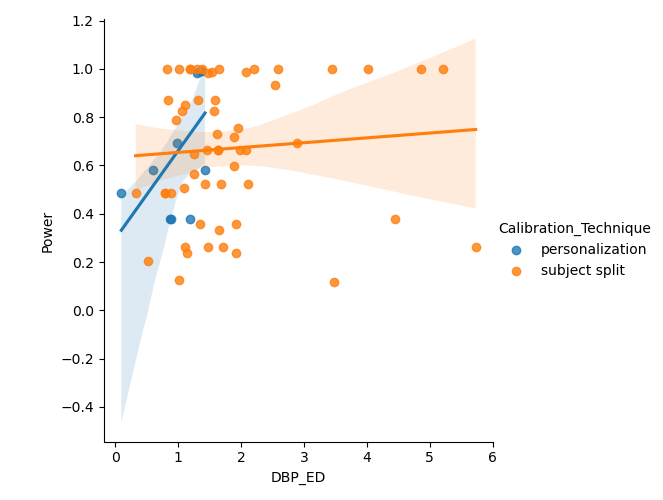 1.2
1.0
0.8
0.6
0.4
0.2
0.0
−0.2
−0.4
Power
0 1 2 3 4 5 6
DBP_ED
Calibration_Technique
personalization
subject split